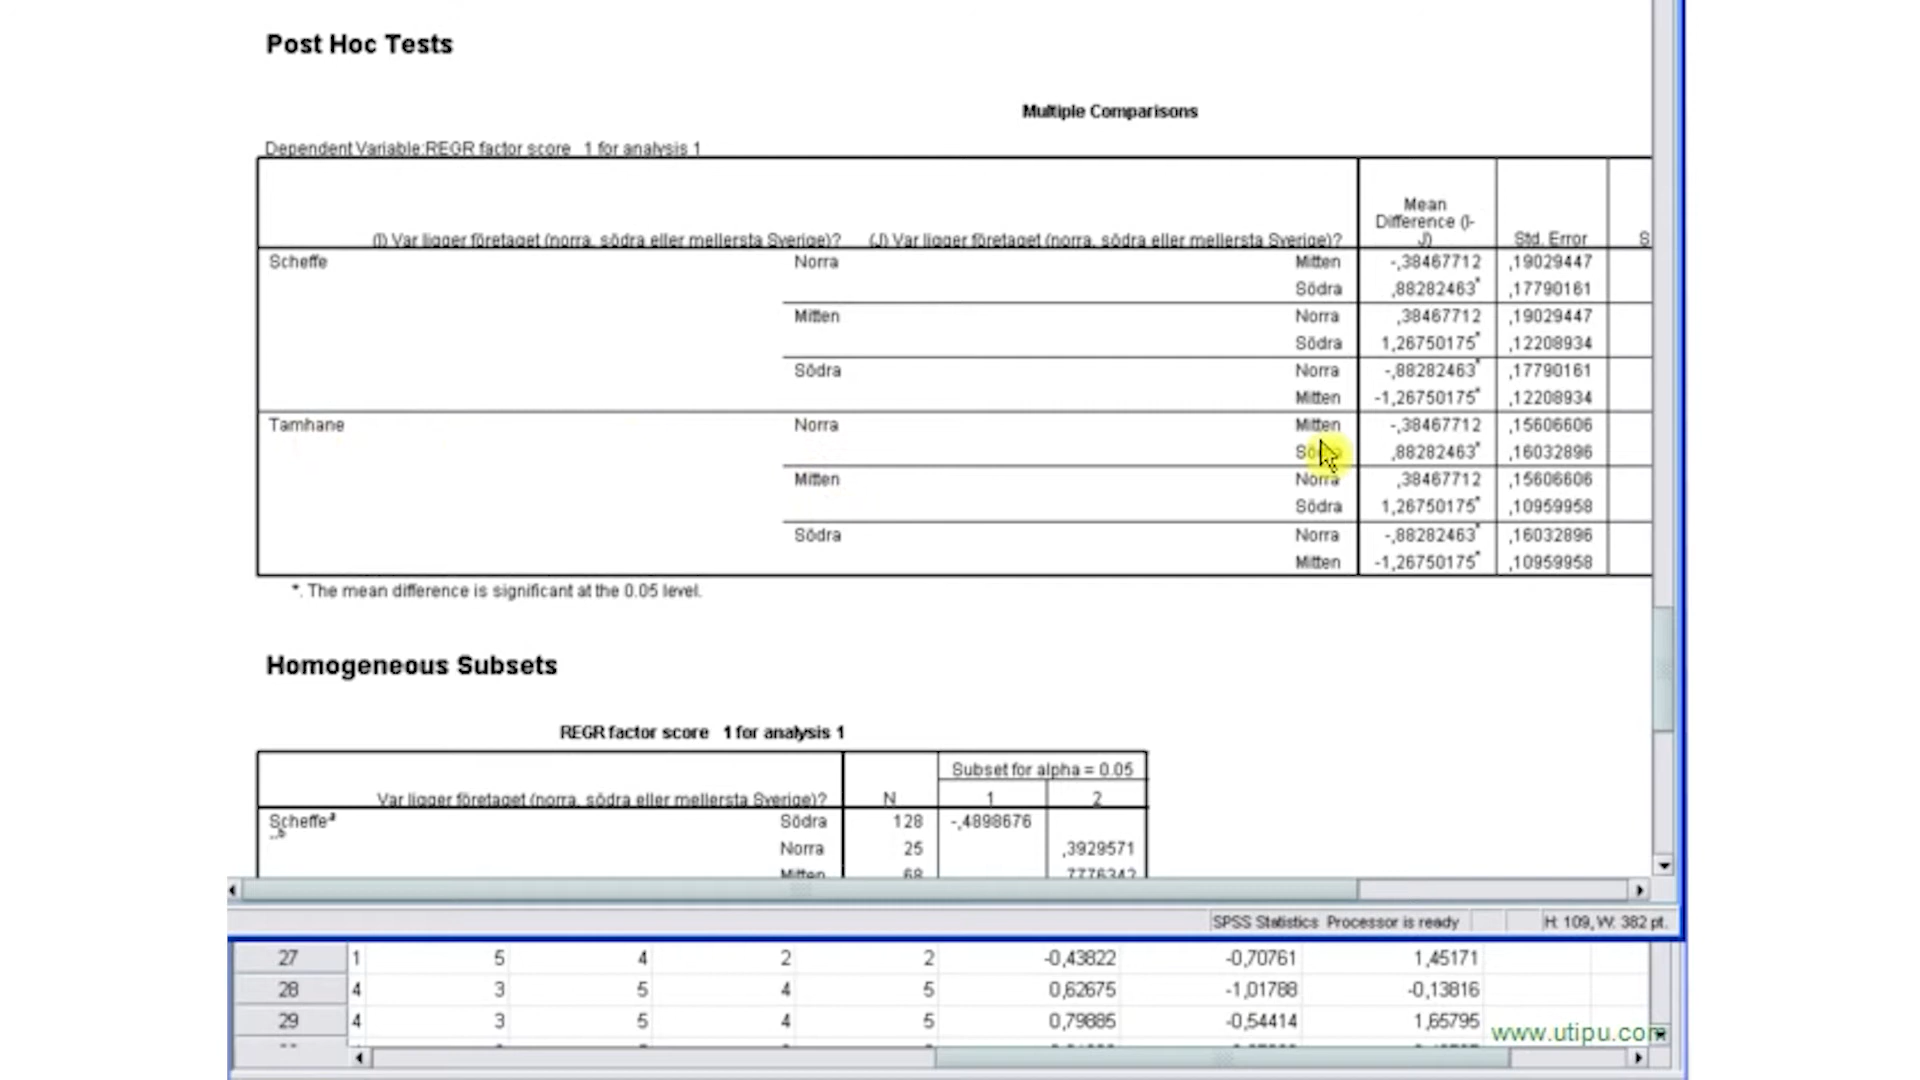 Post Hoc Tests
Multiple Comparisons
Dependent Variable:REGR factor score 1 for analysis 1
(I) Var ligger företaget (norra, södra eller mellersta Sverige)? (J) Var ligger företaget (norra, södra eller mellersta Sverige)? Mean Difference (I-J) Std. Error S
Scheffe Norra Mitten -,38467712 ,19029447
Södra ,88282463* ,17790161
Mitten Norra ,38467712 ,19029447
Södra 1,26750175* ,12208934
Södra Norra -,88282463* ,17790161
Mitten -1,26750175* ,12208934
Tamhane Norra Mitten -,38467712 ,15606606
Södra ,88282463* ,16032896
Mitten Norra ,38467712 ,15606606
Södra 1,26750175* ,10959958
Södra Norra -,88282463* ,16032896
Mitten -1,26750175* ,10959958
*. The mean difference is significant at the 0.05 level.
Homogeneous Subsets
REGR factor score 1 for analysis 1
Var ligger företaget (norra, södra eller mellersta Sverige)? N Subset for alpha = 0.05
1 2
Scheffe a,,b Södra 128 -,4898676
Norra 25 ,3929571
Mitten 68 ,7776342
SPSS Statistics Processor is ready H: 109, W: 382 pt.
27 1 5 4 2 2 -0,43822 -0,70761 1,45171
28 4 3 5 4 5 0,62675 -1,01788 -0,13816
29 4 3 5 4 5 0,79885 -0,54414 1,65795
www.utipu.com